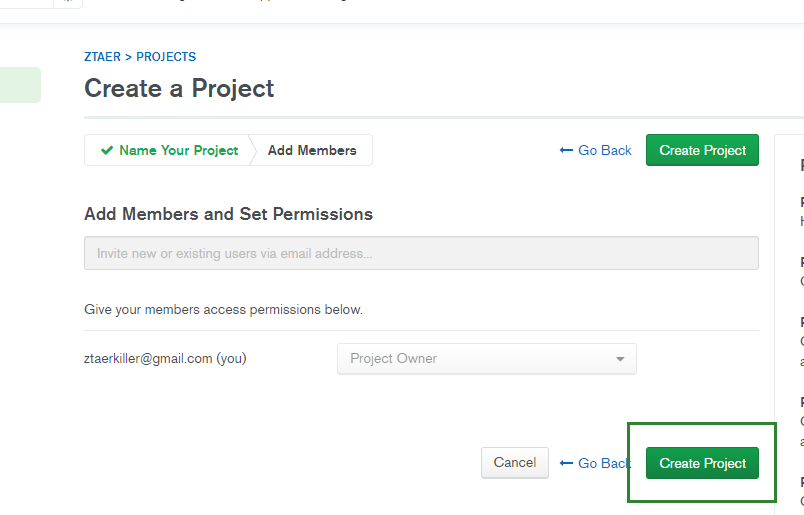 ZTAER > PROJECTS
Create a Project
Name Your Project
Add Members
Go Back
Create Project
Add Members and Set Permissions
Invite new or existing users via email address...
Give your members access permissions below.
ztaerkiller@gmail.com (you)
Project Owner
Cancel
Go Back
Create Project